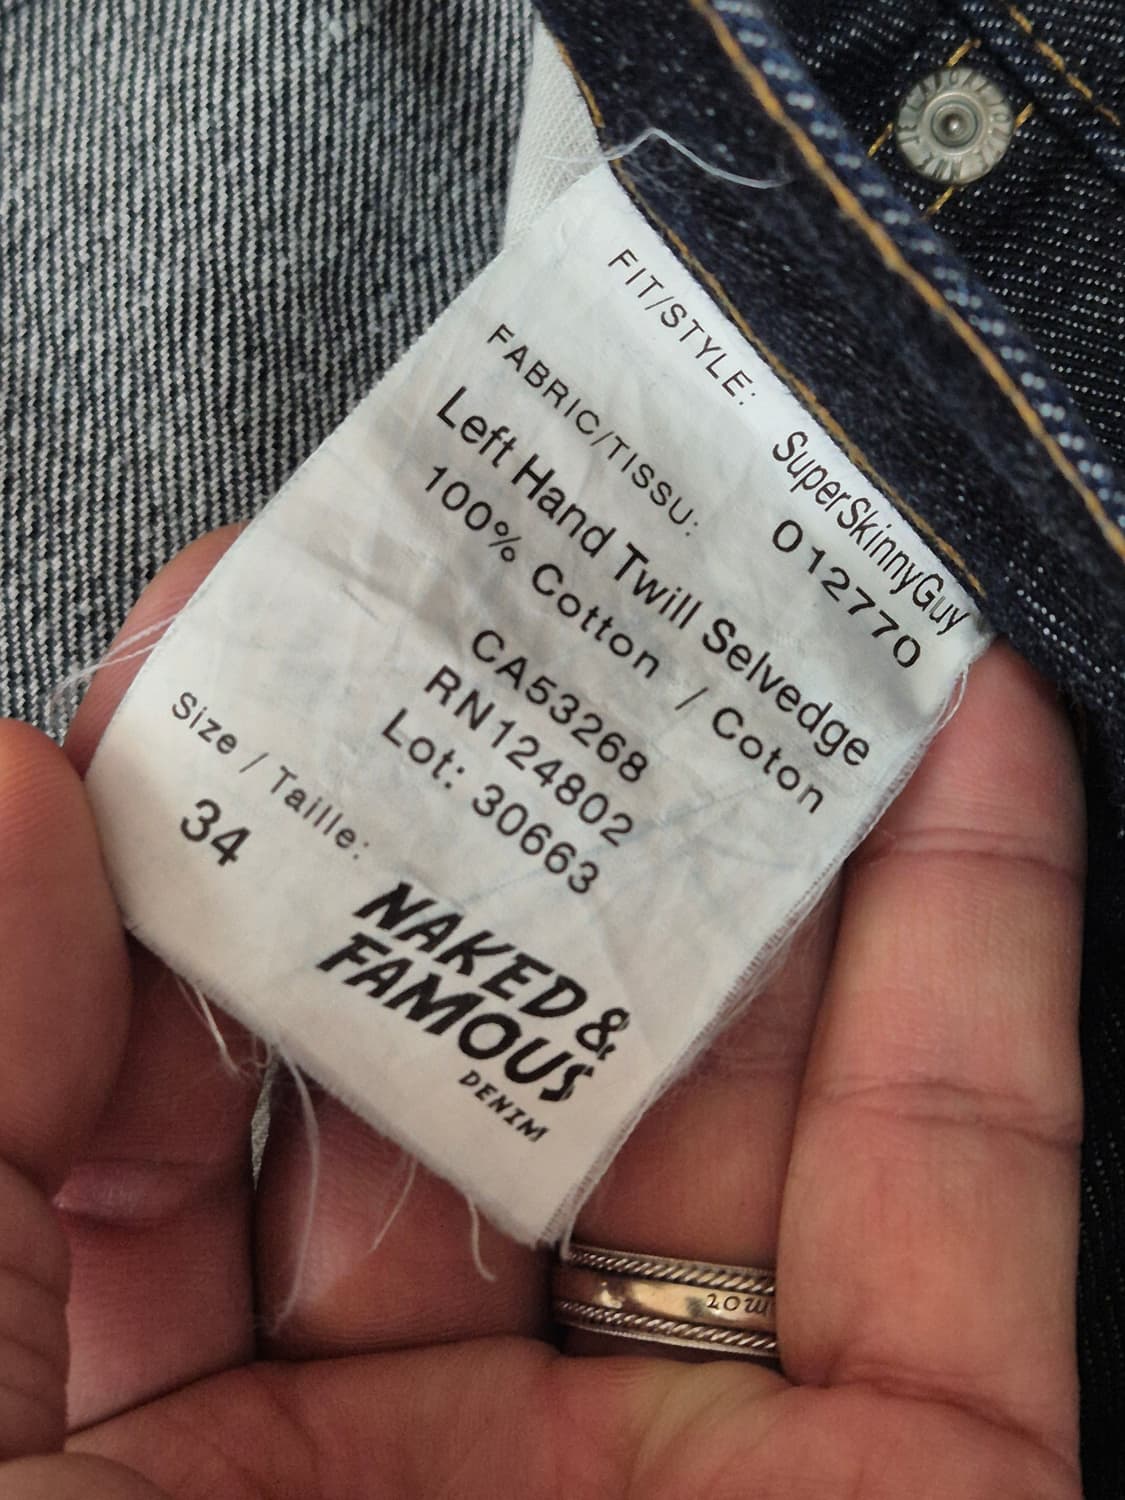 FIT/STYLE: SuperSkinnyGuy
012770
FABRIC/TISSU:
Left Hand Twill Selvedge
100% Cotton / Coton
CA53268
RN124802
Lot: 30663
Size / Taille:
34
NAKED &
FAMOUS
DENIM